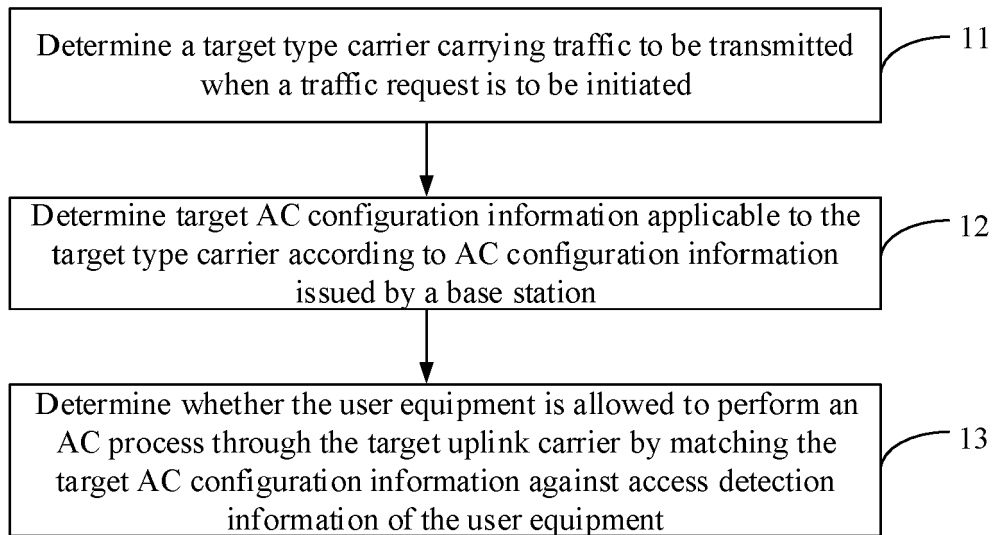 Determine a target type carrier carrying traffic to be transmitted
when a traffic request is to be initiated
11
Determine target AC configuration information applicable to the
target type carrier according to AC configuration information
issued by a base station
12
Determine whether the user equipment is allowed to perform an
AC process through the target uplink carrier by matching the
target AC configuration information against access detection
information of the user equipment
13